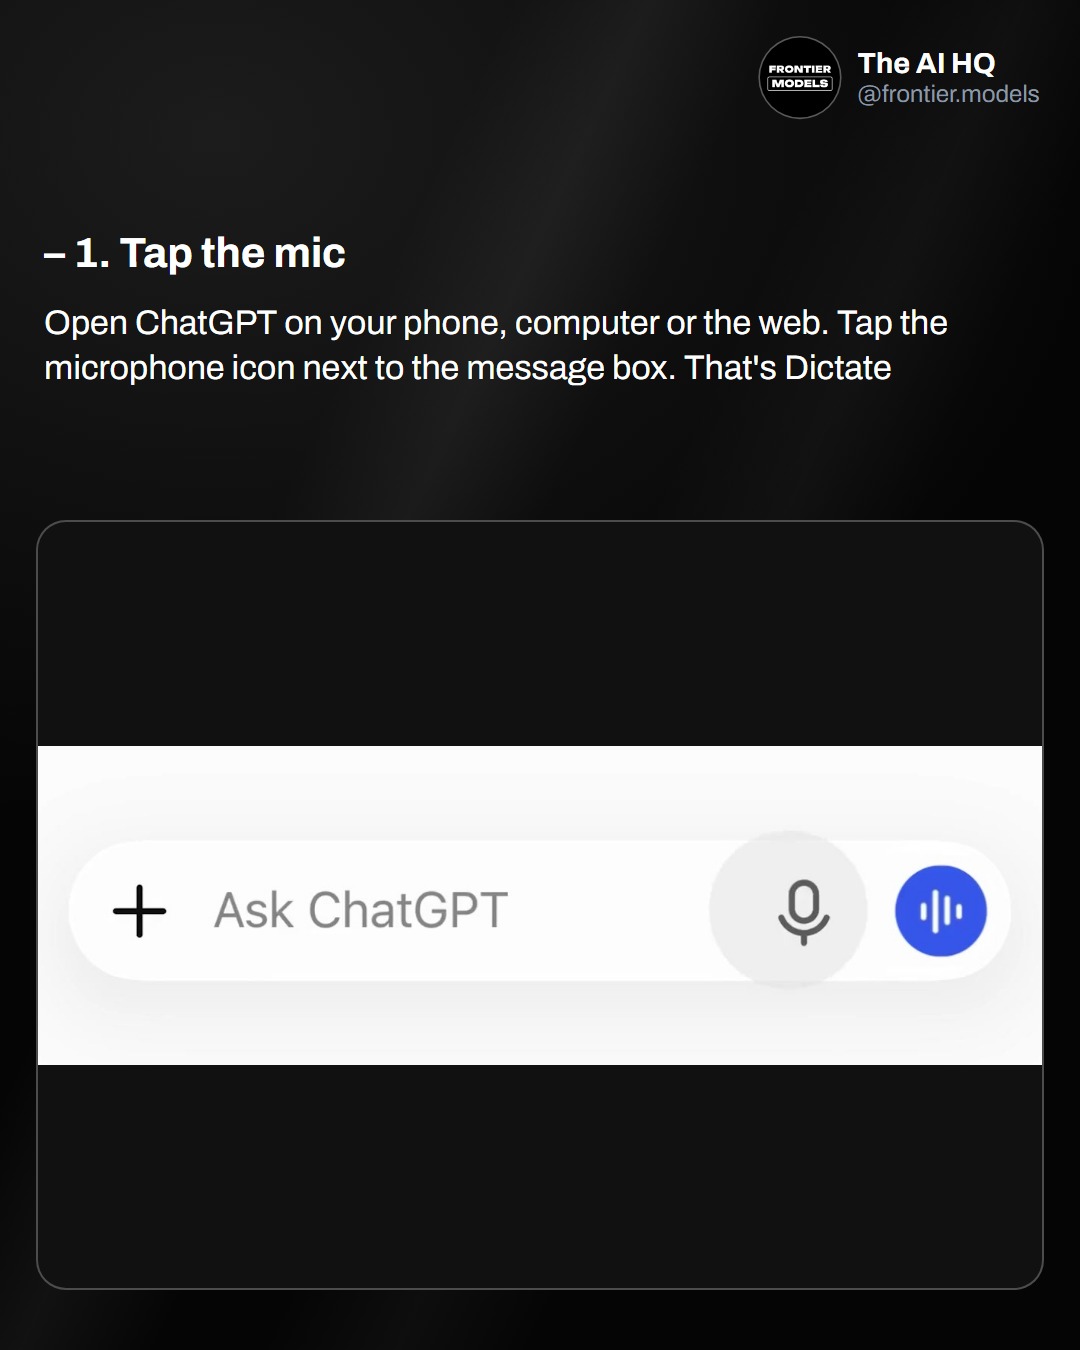 FRONTIER
MODELS
The AI HQ
@frontier.models
– 1. Tap the mic
Open ChatGPT on your phone, computer or the web. Tap the
microphone icon next to the message box. That's Dictate
Ask ChatGPT